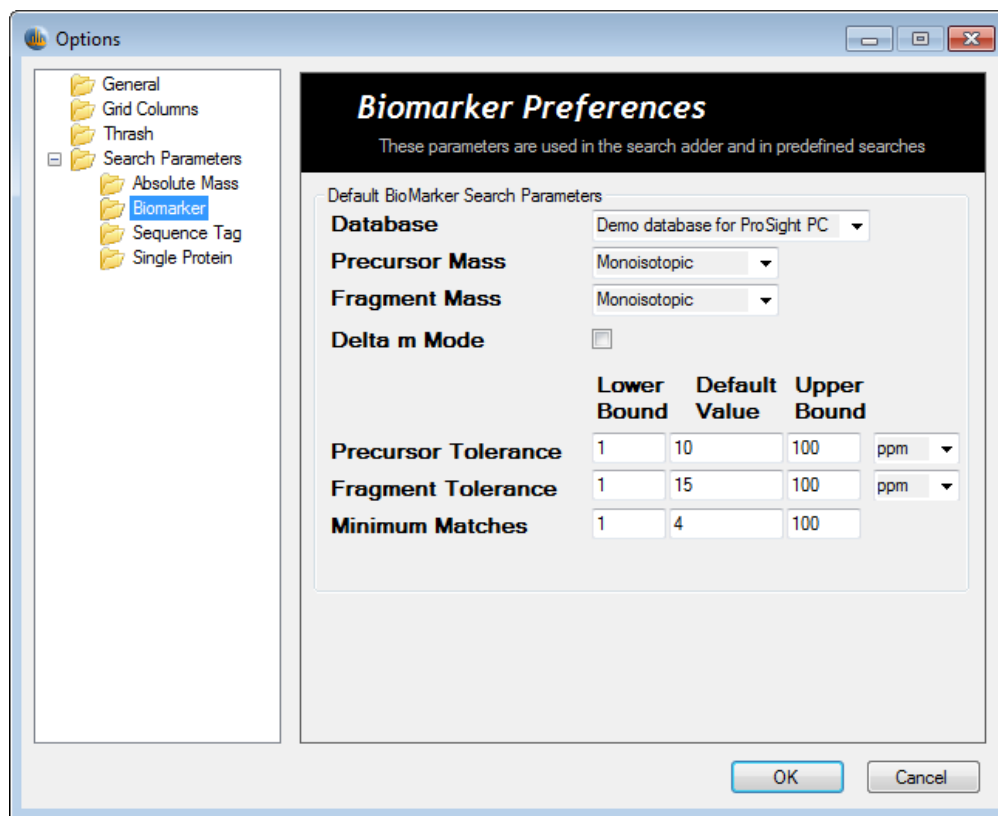 Options
General
Grid Columns
Thrash
Search Parameters
Absolute Mass
Biomarker
Sequence Tag
Single Protein
Biomarker Preferences
These parameters are used in the search adder and in predefined searches
Default BioMarker Search Parameters
Database Demo database for ProSight PC
Precursor Mass Monoisotopic
Fragment Mass Monoisotopic
Delta m Mode
Lower Default Upper
Bound Value Bound
Precursor Tolerance 1 10 100 ppm
Fragment Tolerance 1 15 100 ppm
Minimum Matches 1 4 100
OK Cancel